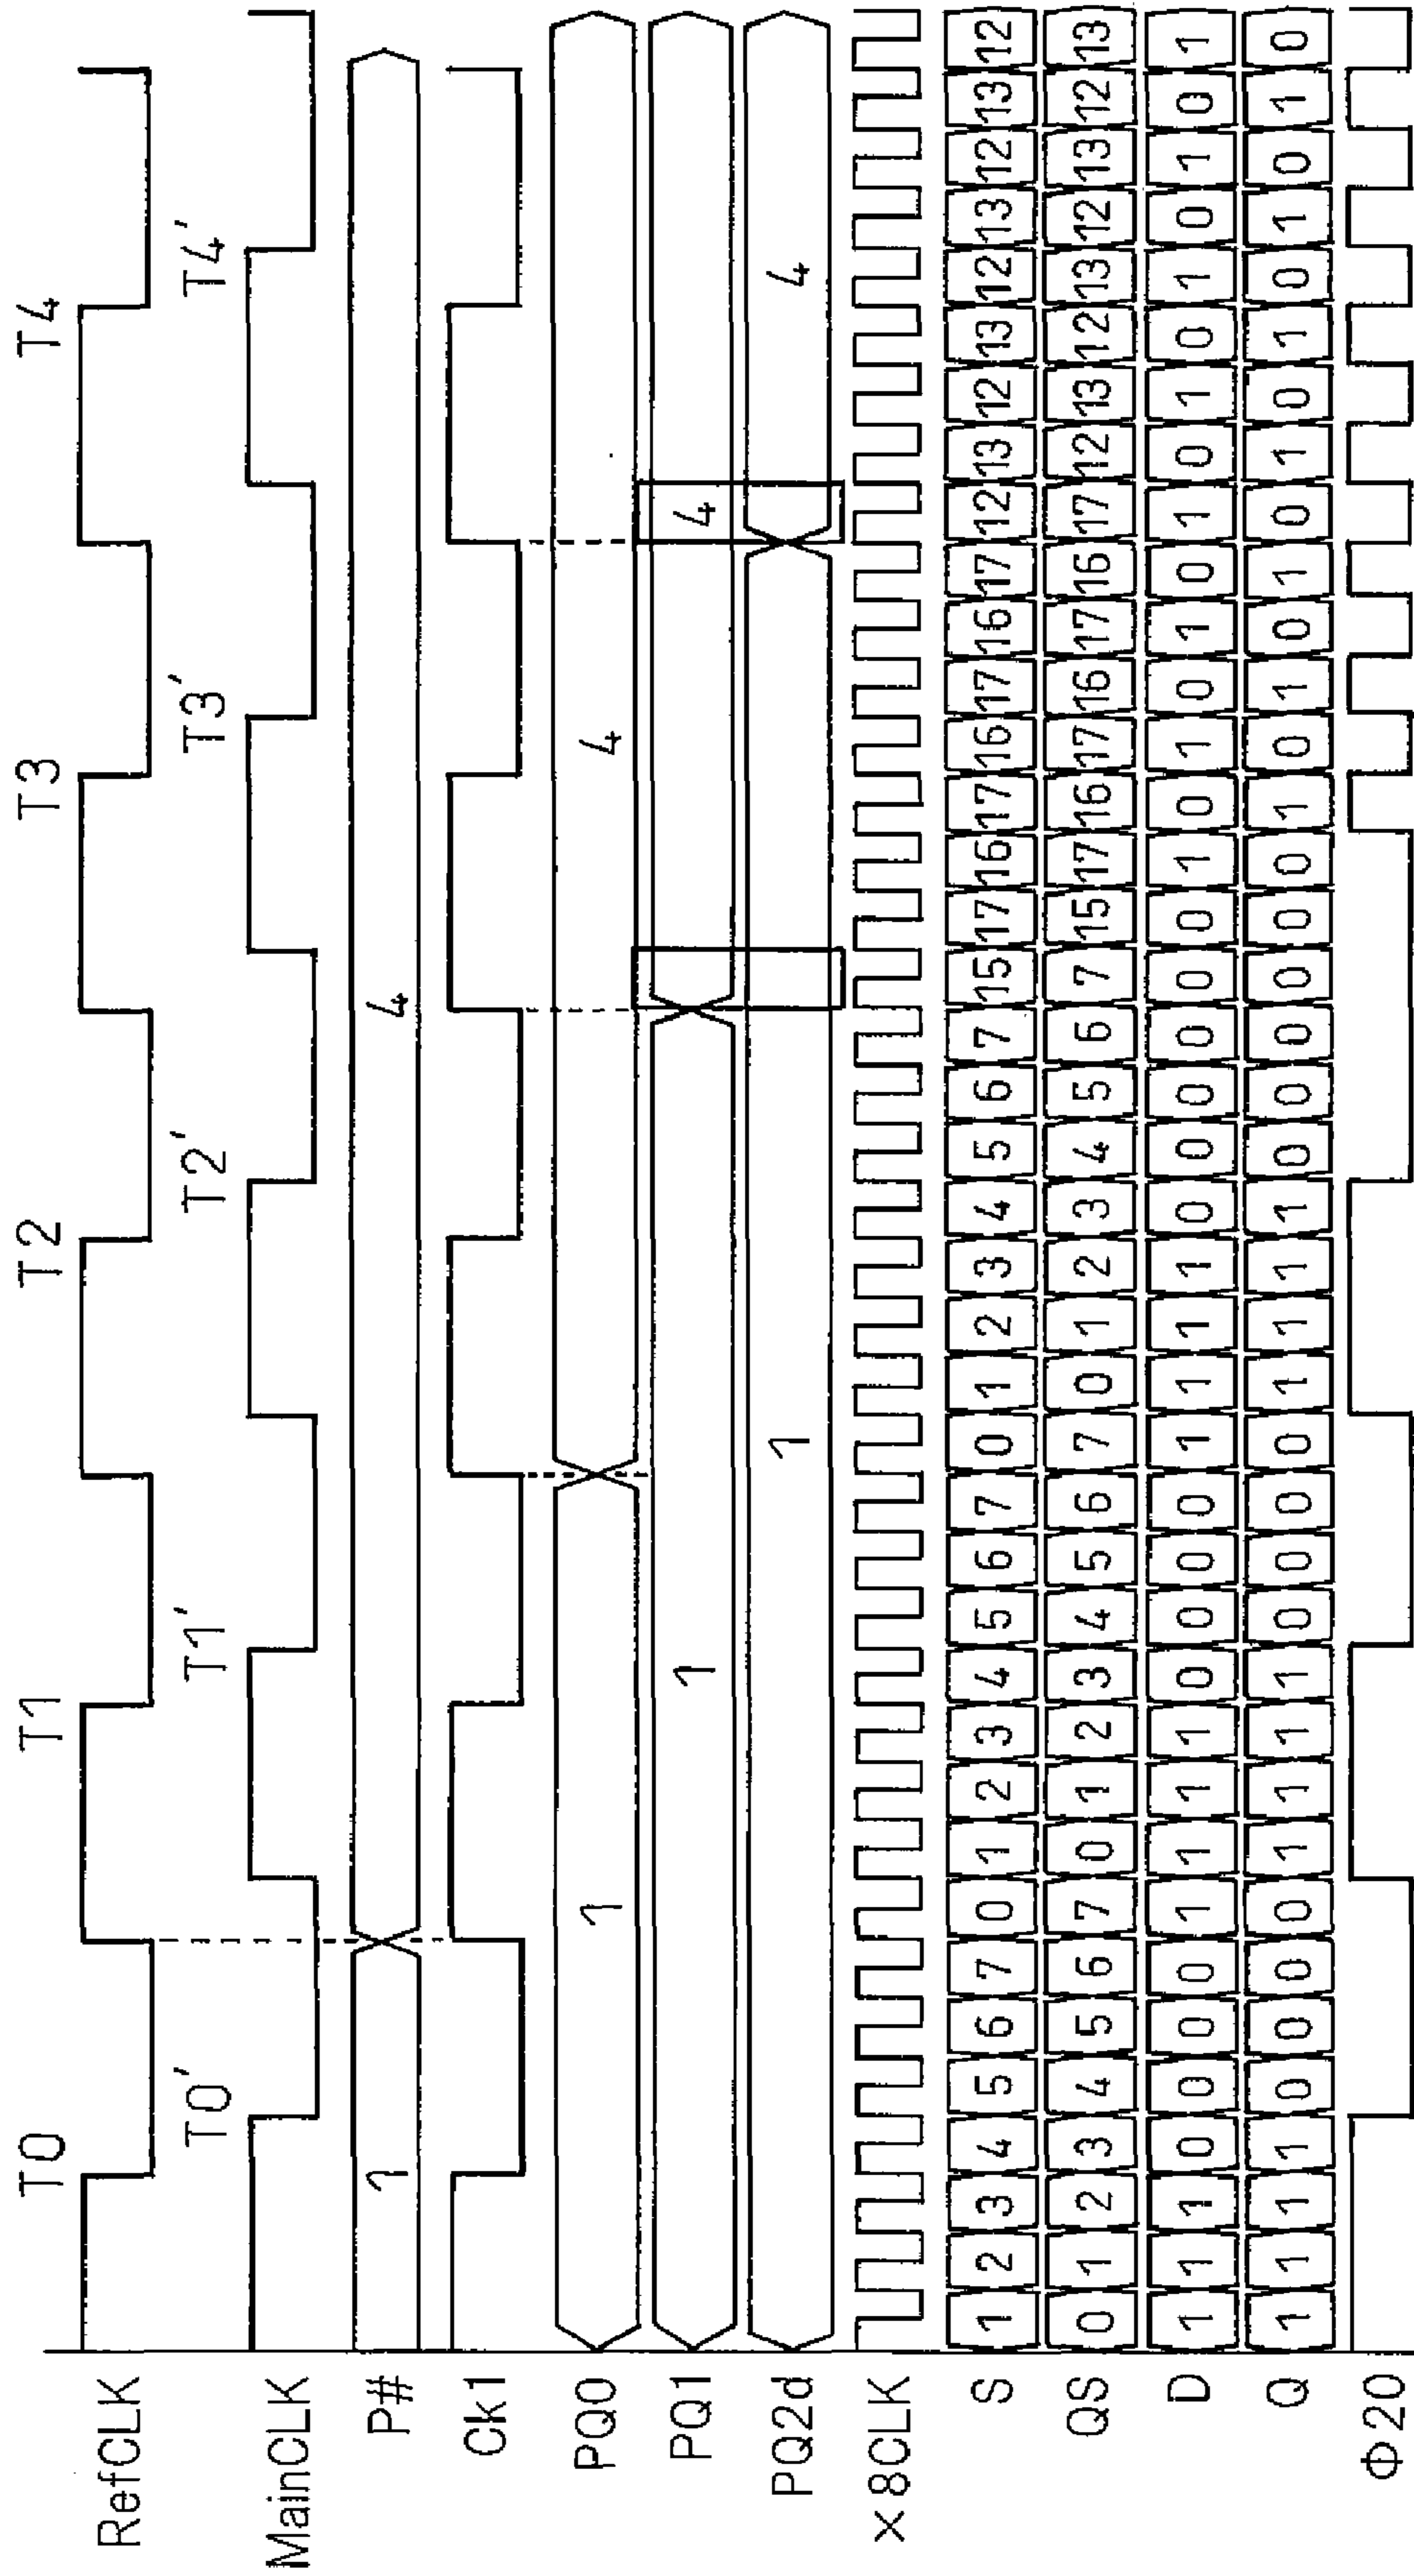 T0 T1 T2 T3 T4
RefCLK
T0′ T1′ T2′ T3′ T4′
MainCLK
P# 1 4
Ck1
PQ0 1 4
PQ1 1 4
PQ2d 1 4
×8CLK
S 1 2 3 4 5 6 7 0 1 2 3 4 5 6 7 0 1 2 3 4 5 6 7 15 17 16 17 16 17 16 17 12 13 12 13 12 13 12 13 12
QS 0 1 2 3 4 5 6 7 0 1 2 3 4 5 6 7 0 1 2 3 4 5 6 7 15 17 16 17 16 17 16 17 12 13 12 13 12 13 12 13
D 1 1 1 0 0 0 0 1 1 1 1 0 0 0 0 1 1 1 1 0 0 0 0 0 0 1 0 1 0 1 0 1 0 1 0 1 0 1 0 1
Q 1 1 1 1 0 0 0 0 1 1 1 1 0 0 0 0 1 1 1 1 0 0 0 0 0 0 1 0 1 0 1 0 1 0 1 0 1 0 1 0
Φ20